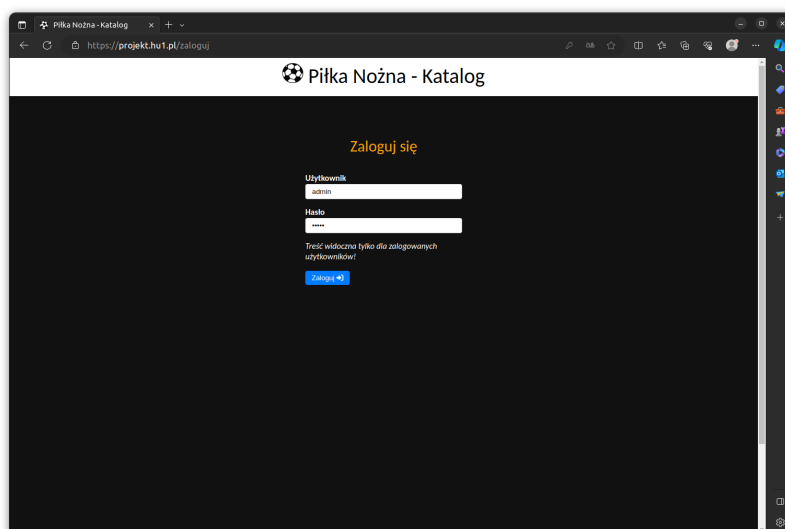 Piłka Nożna - Katalog
https://projekt.hu1.pl/zaloguj
Piłka Nożna - Katalog
Zaloguj się
Użytkownik
admin
Hasło
•••••
Treść widoczna tylko dla zalogowanych
użytkowników!
Zaloguj